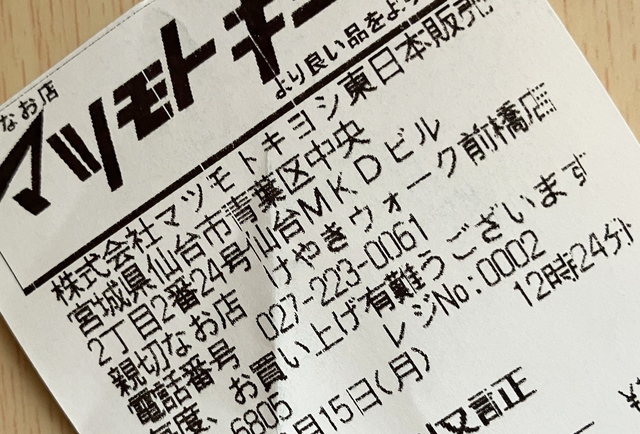 なお店
マツモトキ
より良い品をよ
株式会社マツモトキヨシ東日本販売
宮城県仙台市青葉区中央
2丁目2番24号仙台MKDビル
親切なお店 けやきウォーク前橋店
電話番号 027-223-0061
毎度、お買い上げ有難うございます
6805 レジNo:0002
月15日(月) 12時24分
訂正